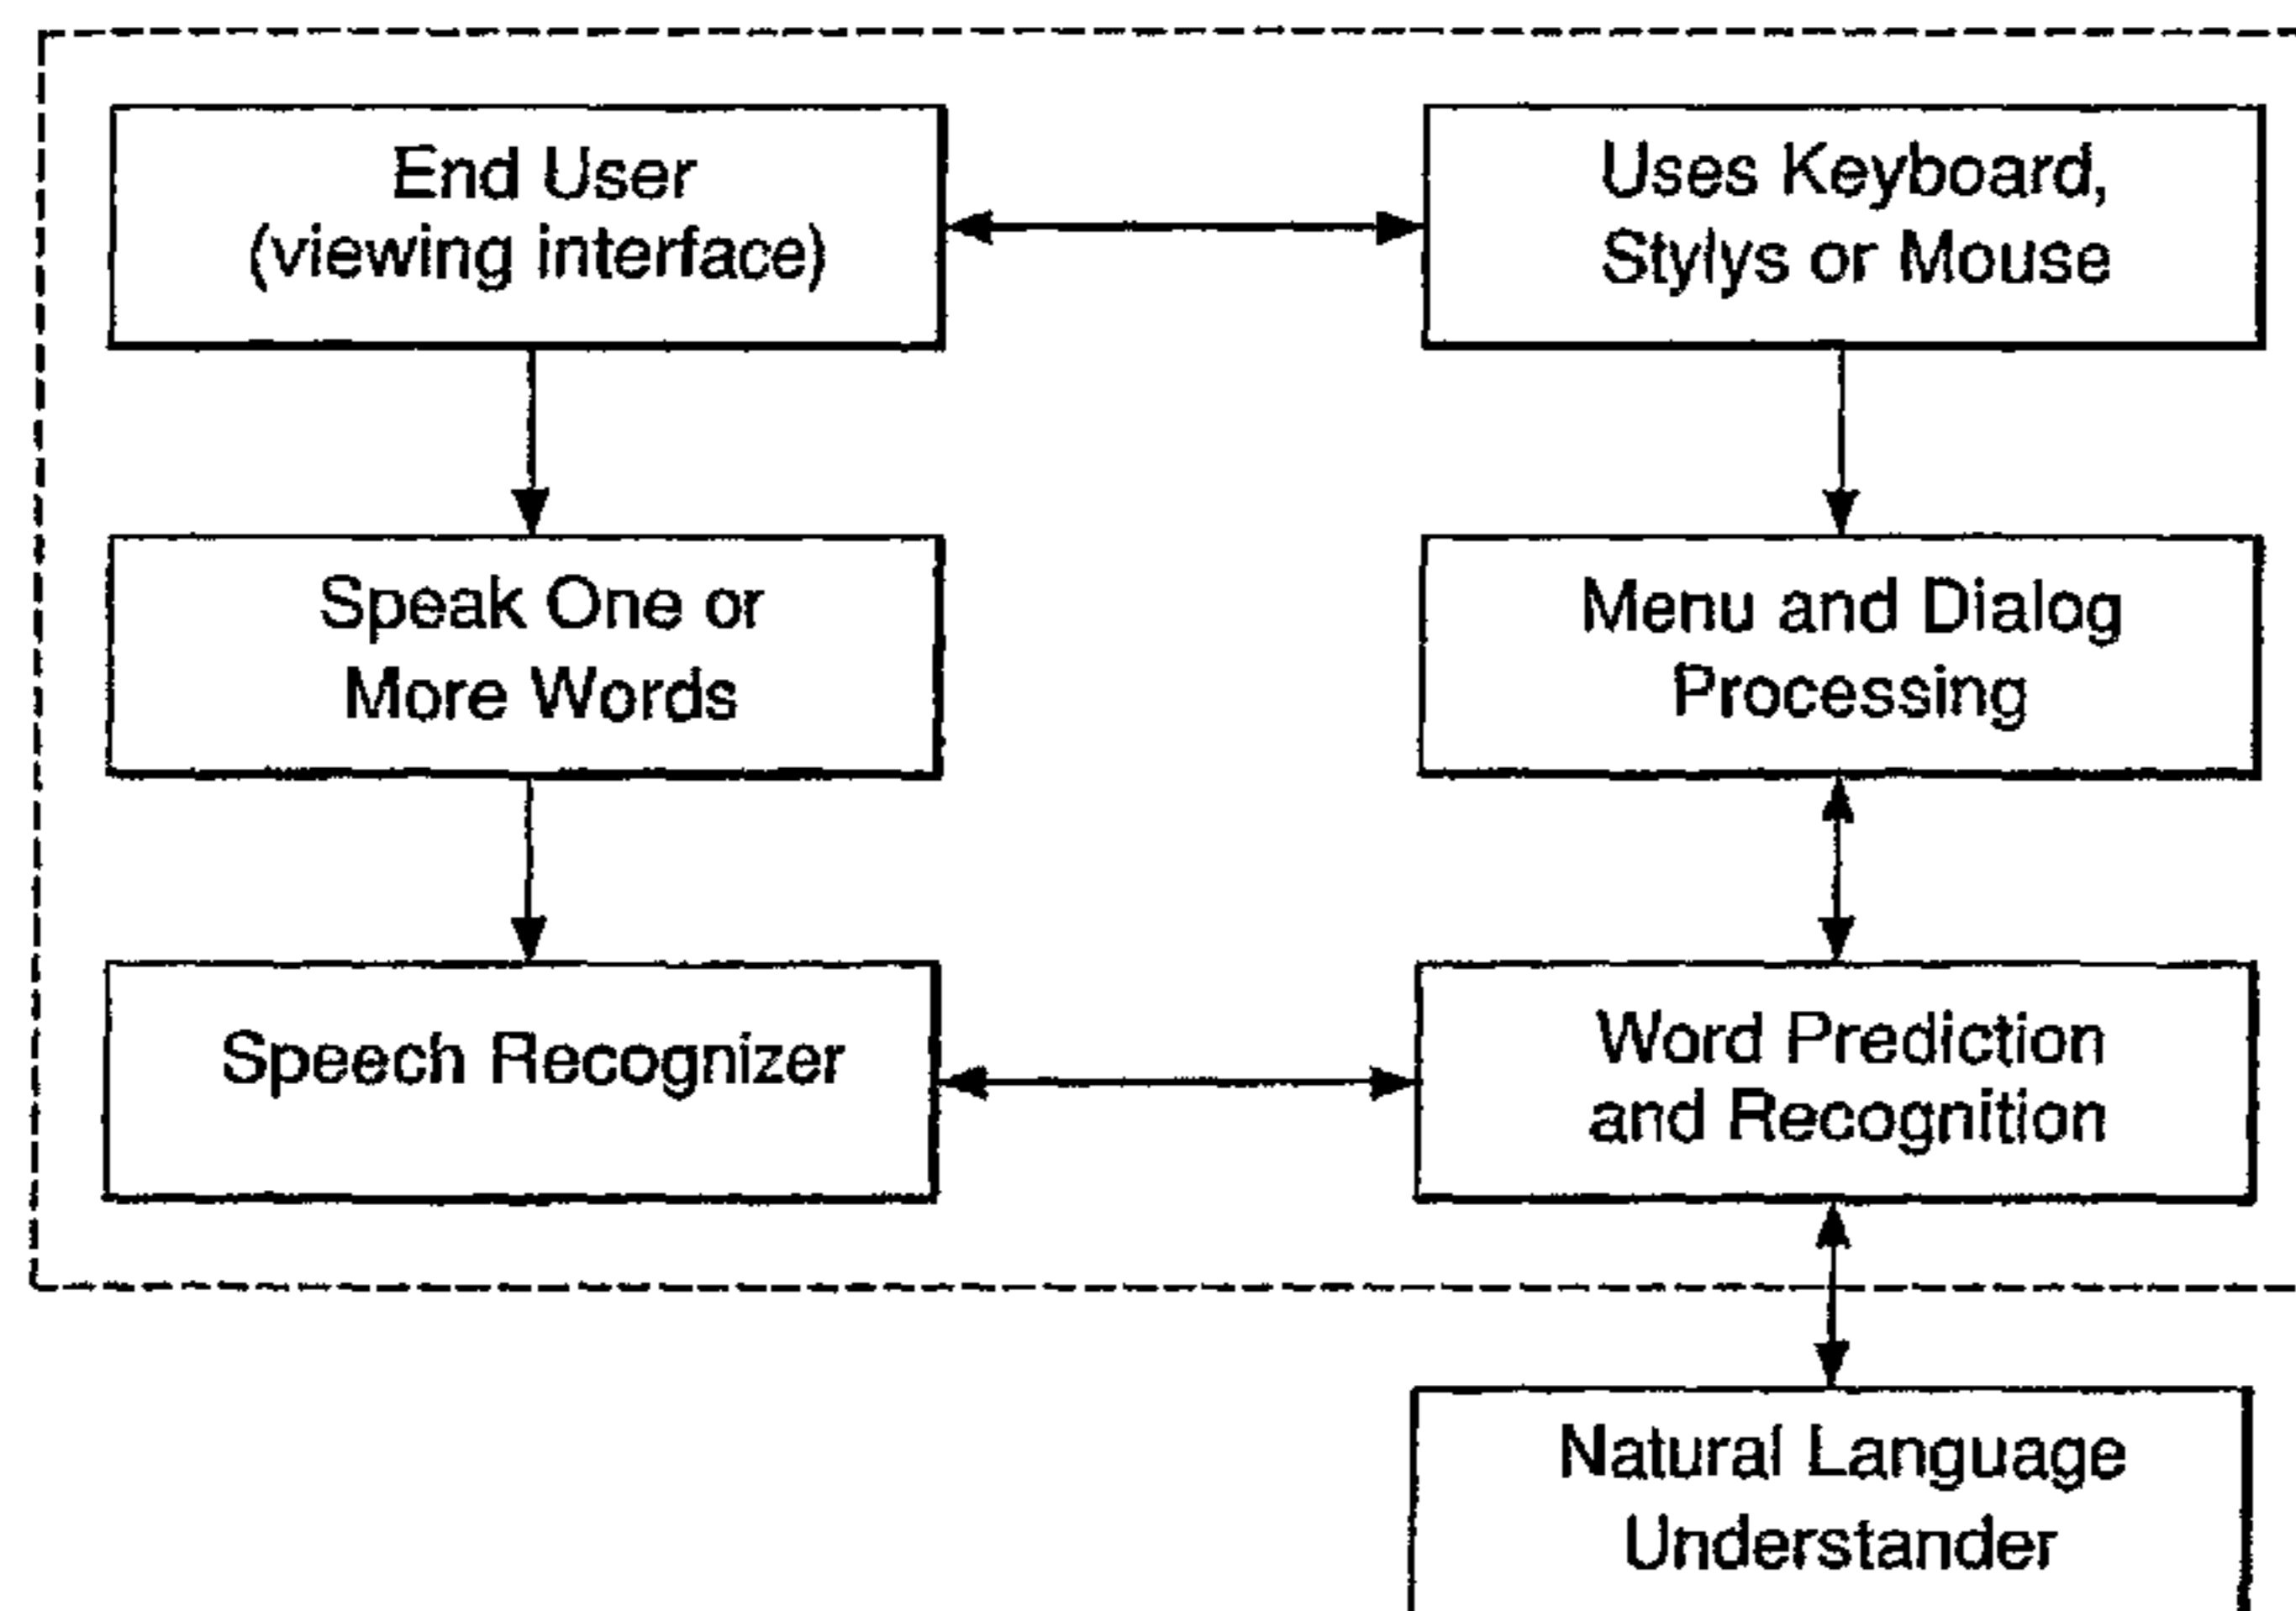 End User
(viewing interface)
Uses Keyboard,
Stylys or Mouse
Speak One or
More Words
Menu and Dialog
Processing
Speech Recognizer
Word Prediction
and Recognition
Natural Language
Understander